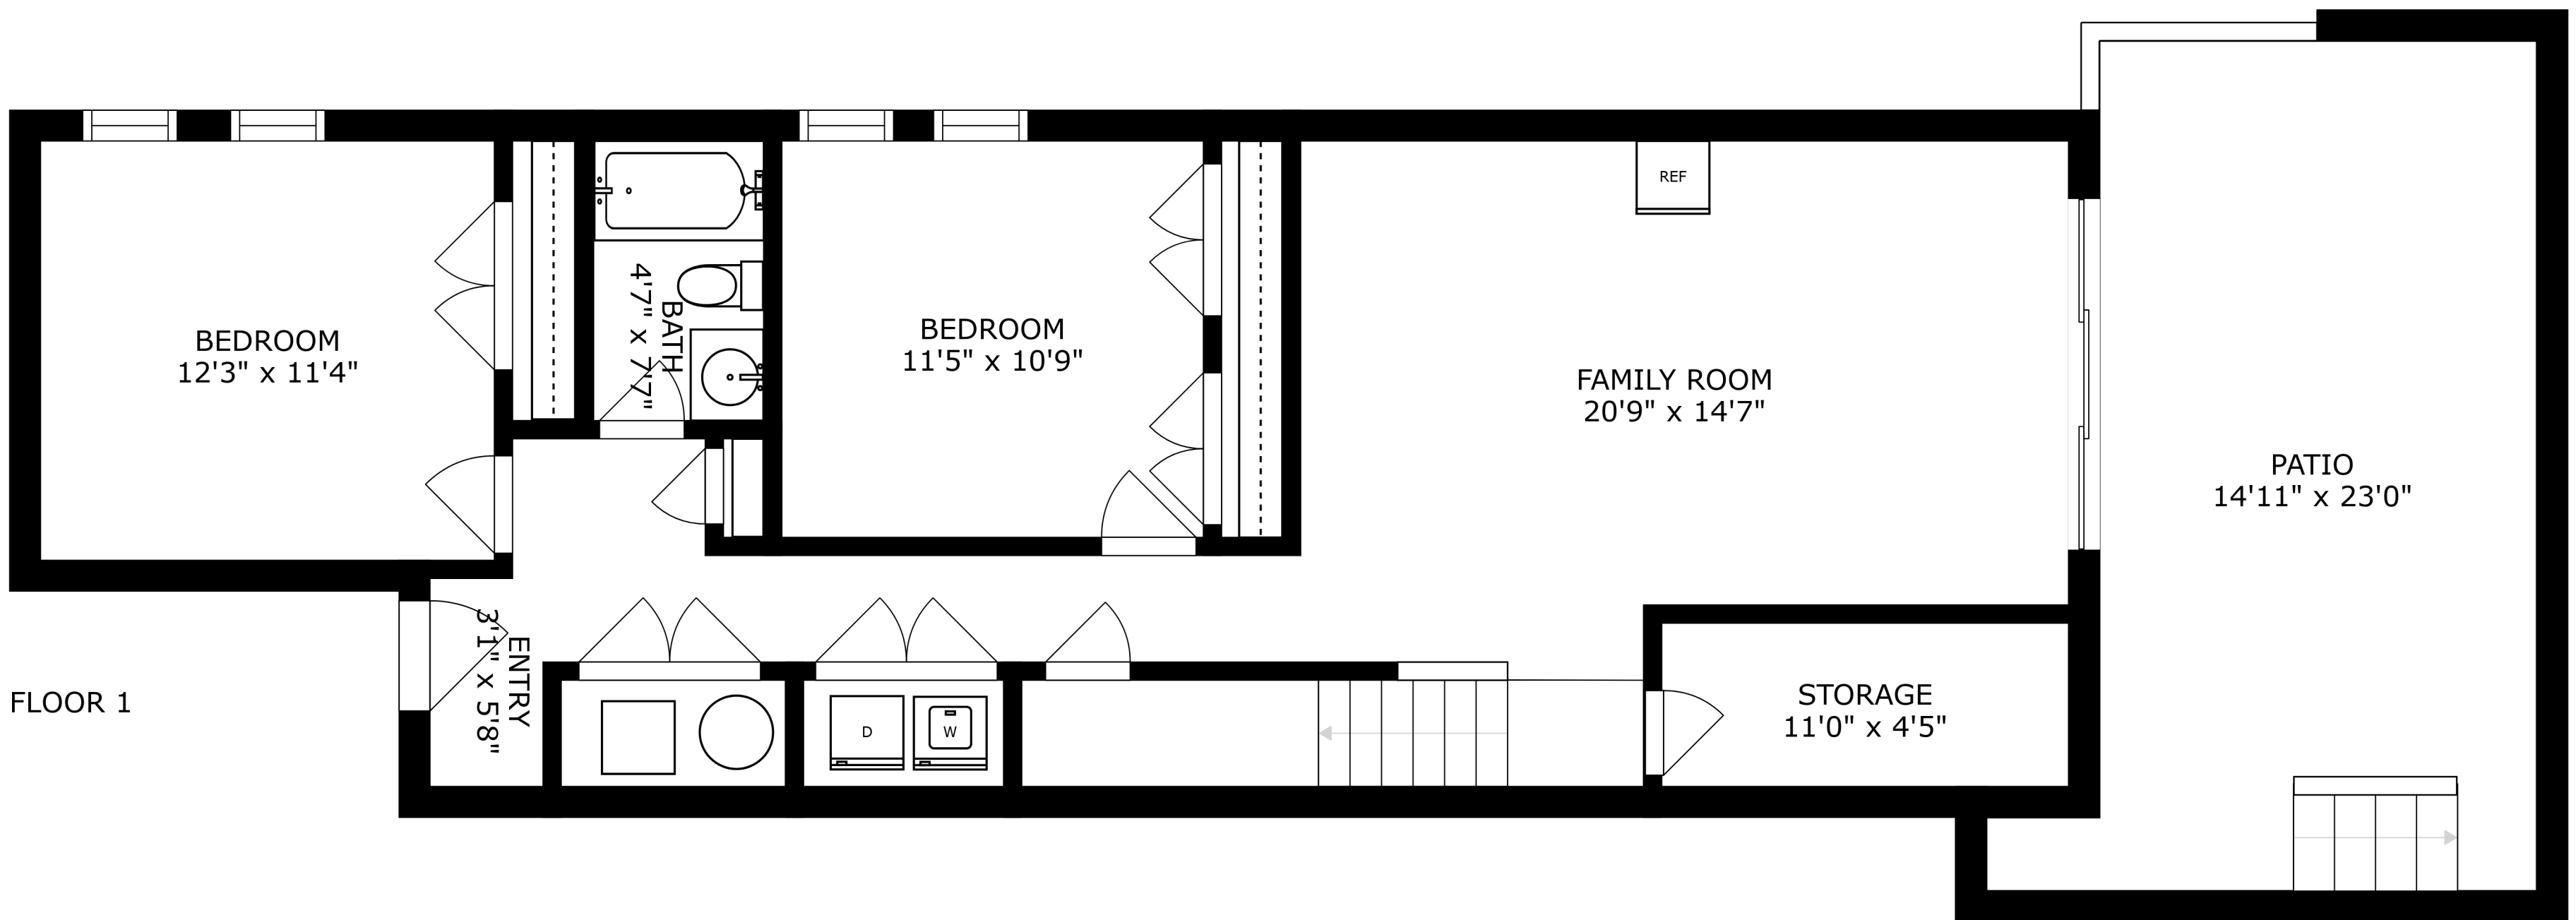 REF
BEDROOM
12'3" x 11'4"
BATH
4'7" x 7'7"
BEDROOM
11'5" x 10'9"
FAMILY ROOM
20'9" x 14'7"
PATIO
14'11" x 23'0"
ENTRY
3'1" x 5'8"
FLOOR 1
D
W
STORAGE
11'0" x 4'5"